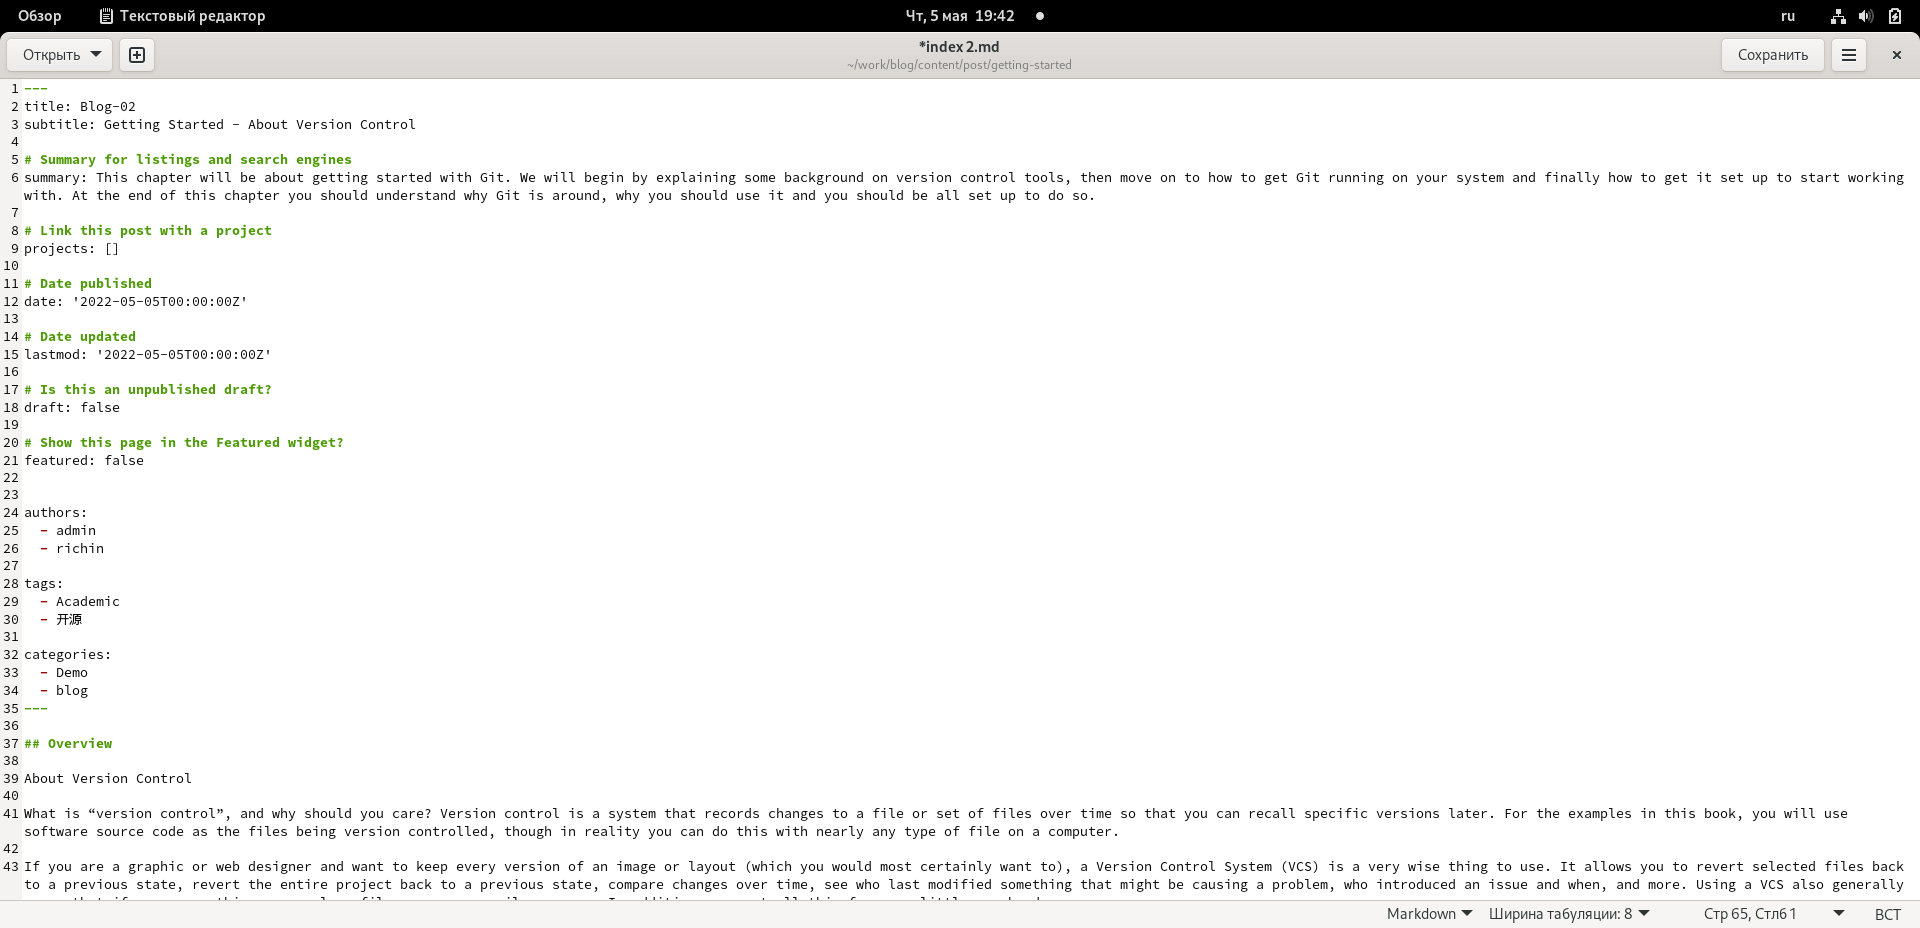 Обзор Текстовый редактор Чт, 5 мая 19:42 ru
Открыть *index 2.md Сохранить
~/work/blog/content/post/getting-started
1 ---
2 title: Blog-02
3 subtitle: Getting Started - About Version Control
4
5 # Summary for listings and search engines
6 summary: This chapter will be about getting started with Git. We will begin by explaining some background on version control tools, then move on to how to get Git running on your system and finally how to get it set up to start working
with. At the end of this chapter you should understand why Git is around, why you should use it and you should be all set up to do so.
7
8 # Link this post with a project
9 projects: []
10
11 # Date published
12 date: '2022-05-05T00:00:00Z'
13
14 # Date updated
15 lastmod: '2022-05-05T00:00:00Z'
16
17 # Is this an unpublished draft?
18 draft: false
19
20 # Show this page in the Featured widget?
21 featured: false
22
23
24 authors:
25 - admin
26 - richin
27
28 tags:
29 - Academic
30 - 开源
31
32 categories:
33 - Demo
34 - blog
35 ---
36
37 ## Overview
38
39 About Version Control
40
41 What is “version control”, and why should you care? Version control is a system that records changes to a file or set of files over time so that you can recall specific versions later. For the examples in this book, you will use
software source code as the files being version controlled, though in reality you can do this with nearly any type of file on a computer.
42
43 If you are a graphic or web designer and want to keep every version of an image or layout (which you would most certainly want to), a Version Control System (VCS) is a very wise thing to use. It allows you to revert selected files back
to a previous state, revert the entire project back to a previous state, compare changes over time, see who last modified something that might be causing a problem, who introduced an issue and when, and more. Using a VCS also generally
Markdown Ширина табуляции: 8 Стр 65, Стлб 1 ВСТ